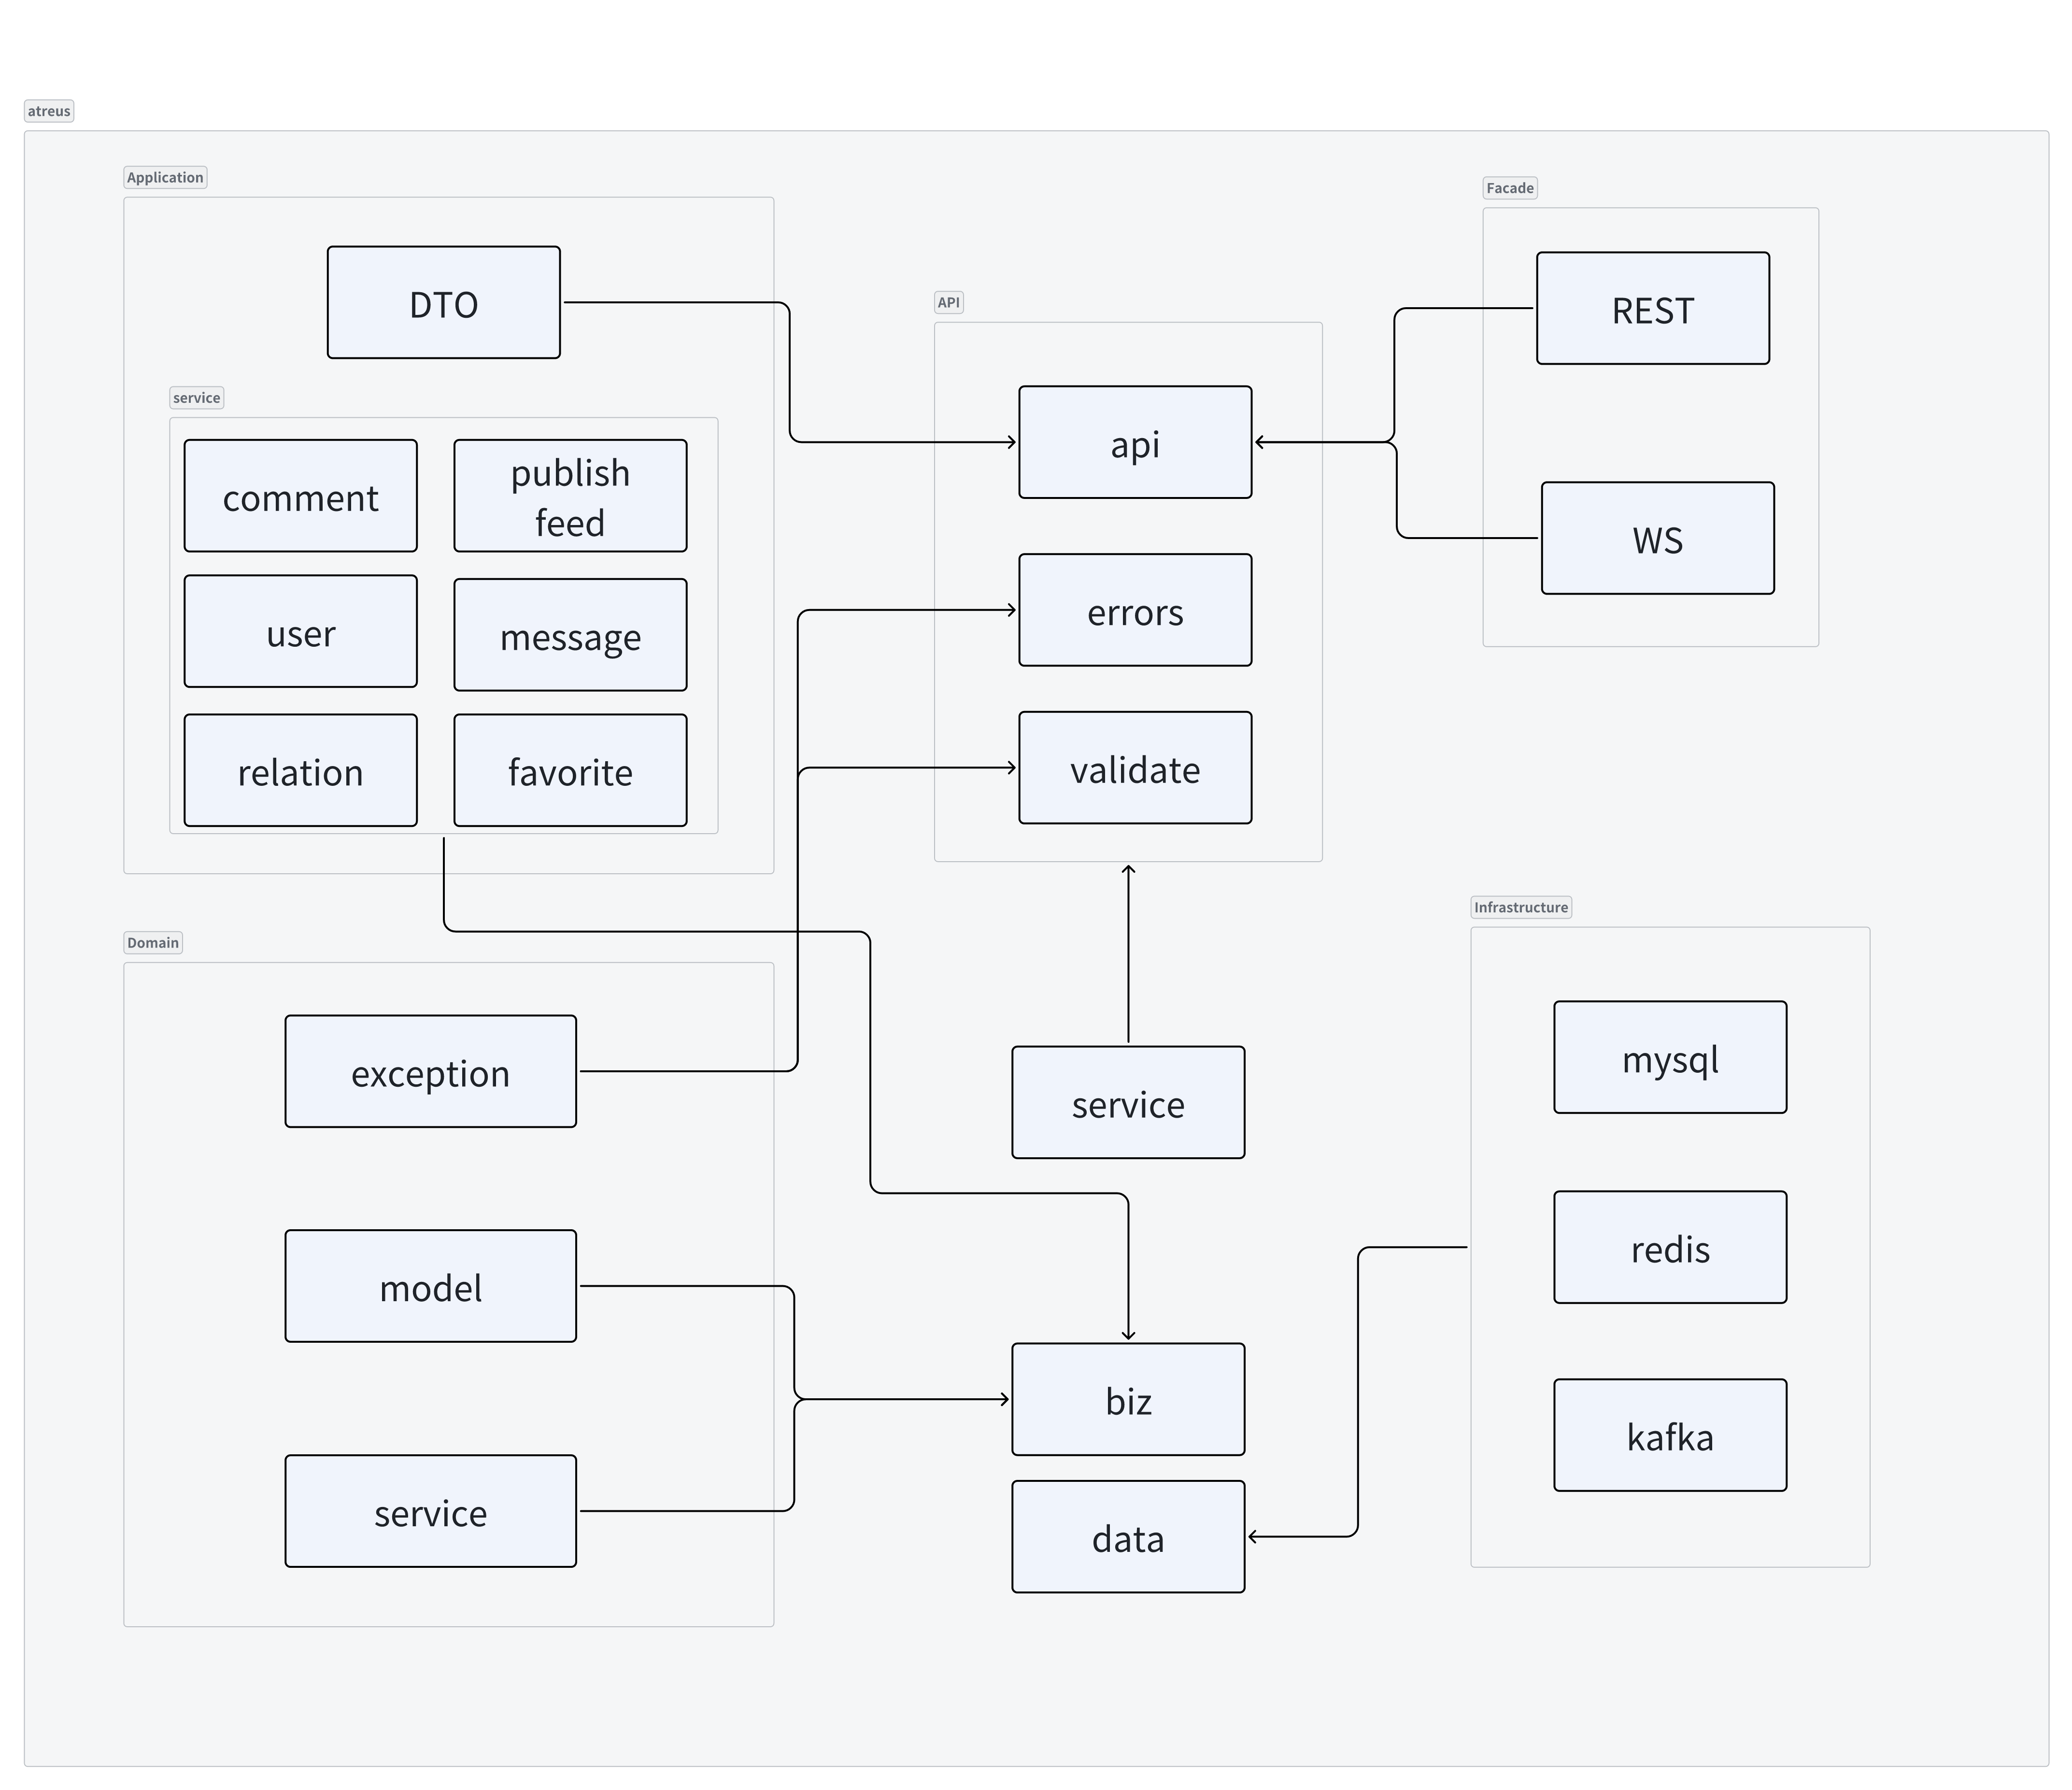 atreus
Application
DTO
service
comment
publish
feed
user
message
relation
favorite
Domain
exception
model
service
API
api
errors
validate
service
biz
data
Facade
REST
WS
Infrastructure
mysql
redis
kafka